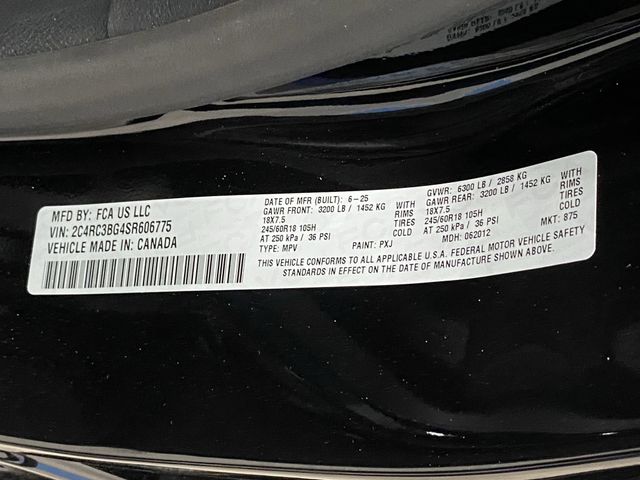 MFD BY: FCA US LLC
VIN: 2C4RC3BG4SR606775
VEHICLE MADE IN: CANADA
DATE OF MFR (BUILT): 6-25 GVWR: 6300 LB / 2858 KG
GAWR FRONT: 3200 LB / 1452 KG WITH GAWR REAR: 3200 LB / 1452 KG WITH
18X7.5 RIMS 18X7.5 RIMS
245/60R18 105H TIRES 245/60R18 105H TIRES
AT 250 kPa / 36 PSI COLD AT 250 kPa / 36 PSI COLD
TYPE: MPV PAINT: PXJ MDH: 062012 MKT: 875
THIS VEHICLE CONFORMS TO ALL APPLICABLE U.S.A. FEDERAL MOTOR VEHICLE SAFETY
STANDARDS IN EFFECT ON THE DATE OF MANUFACTURE SHOWN ABOVE.